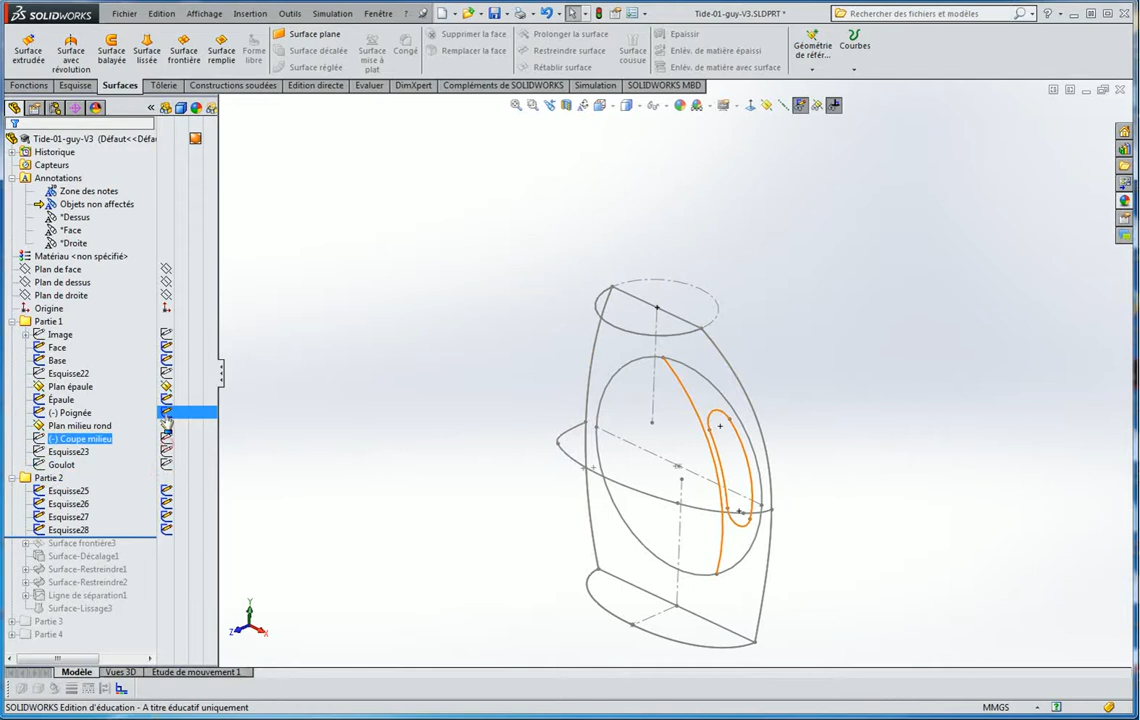 SOLIDWORKS
Fichier Edition Affichage Insertion Outils Simulation Fenêtre
Tide-01-guy-V3.SLDPRT *
Rechercher des fichiers et modèles
Surface extrudée
Surface avec révolution
Surface balayée
Surface lissée
Surface frontière
Surface remplie
Forme libre
Surface plane
Surface décalée
Surface réglée
Surface mise à plat
Congé
Supprimer la face
Remplacer la face
Prolonger la surface
Restreindre surface
Rétablir surface
Surface cousue
Epaissir
Enlèv. de matière épaissi
Enlèv. de matière avec surface
Géométrie de référ...
Courbes
Fonctions Esquisse Surfaces Tôlerie Constructions soudées Edition directe Evaluer DimXpert Compléments de SOLIDWORKS Simulation SOLIDWORKS MBD
Tide-01-guy-V3 (Défaut<<Défa
Historique
Capteurs
Annotations
Zone des notes
Objets non affectés
*Dessus
*Face
*Droite
Matériau <non spécifié>
Plan de face
Plan de dessus
Plan de droite
Origine
Partie 1
Image
Face
Base
Esquisse22
Plan épaule
Épaule
(-) Poignée
Plan milieu rond
(-) Coupe milieu
Esquisse23
Goulot
Partie 2
Esquisse25
Esquisse26
Esquisse27
Esquisse28
Surface frontière3
Surface-Décalage1
Surface-Restreindre1
Surface-Restreindre2
Ligne de séparation1
Surface-Lissage3
Partie 3
Partie 4
Y
Z
X
Modèle Vues 3D Etude de mouvement 1
SOLIDWORKS Edition d'éducation - A titre éducatif uniquement
MMGS